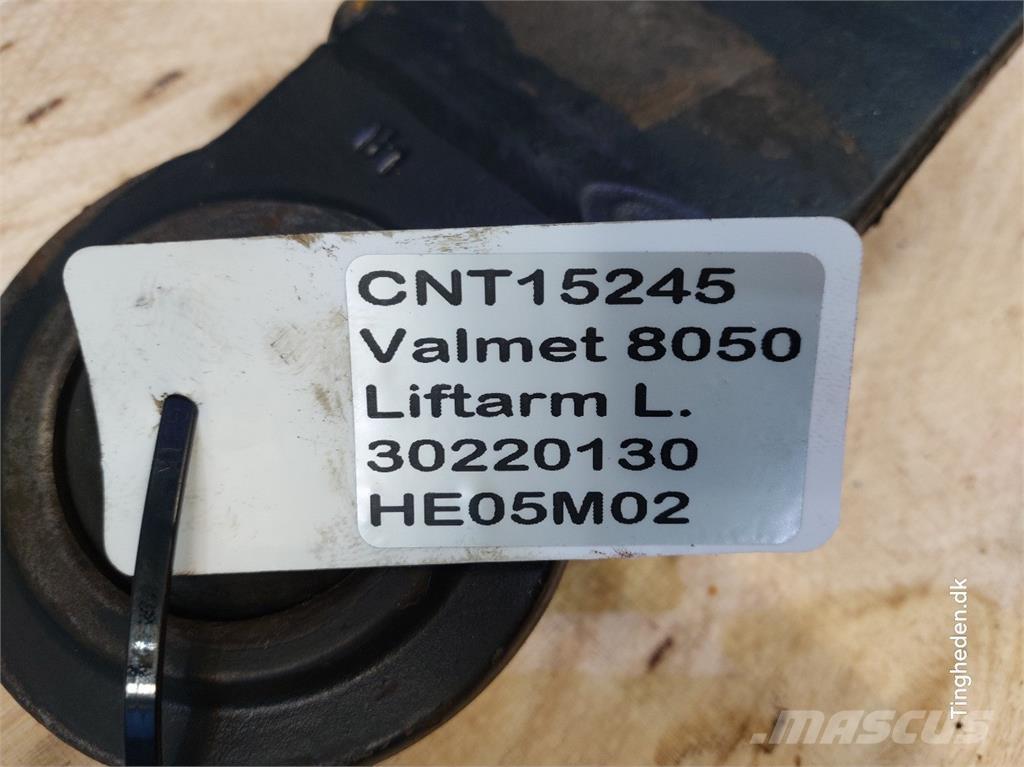 CNT15245
Valmet 8050
Liftarm L.
30220130
HE05M02
Tingheden.dk
MASCUS